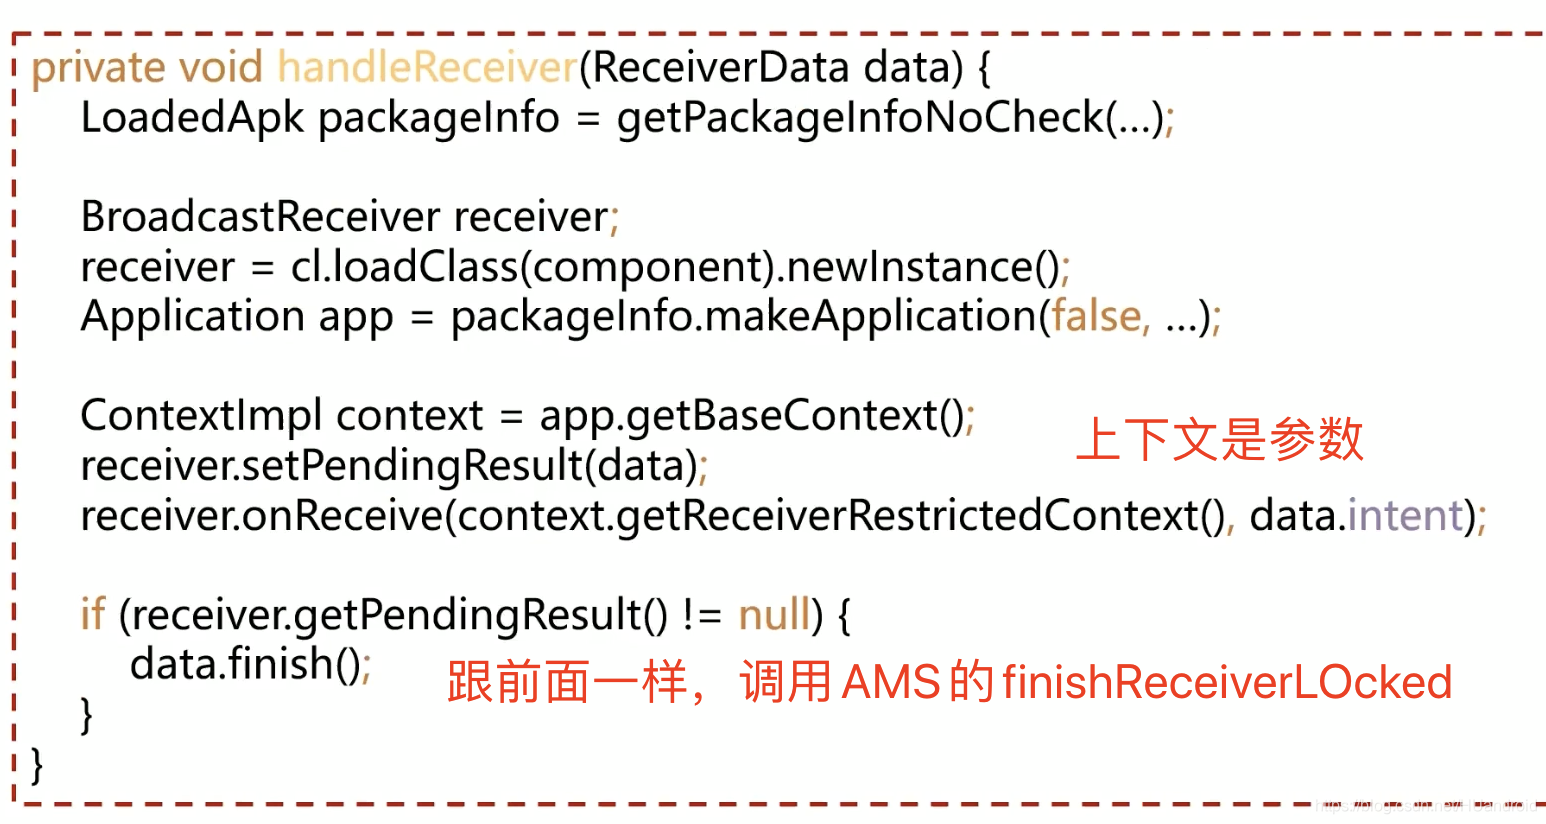 private void handleReceiver(ReceiverData data) {
LoadedApk packageInfo = getPackageInfoNoCheck(...);
BroadcastReceiver receiver;
receiver = cl.loadClass(component).newInstance();
Application app = packageInfo.makeApplication(false, ...);
ContextImpl context = app.getBaseContext();
上下文是参数
receiver.setPendingResult(data);
receiver.onReceive(context.getReceiverRestrictedContext(), data.intent);
if (receiver.getPendingResult() != null) {
data.finish();
跟前面一样，调用AMS的finishReceiverLOcked
}
}